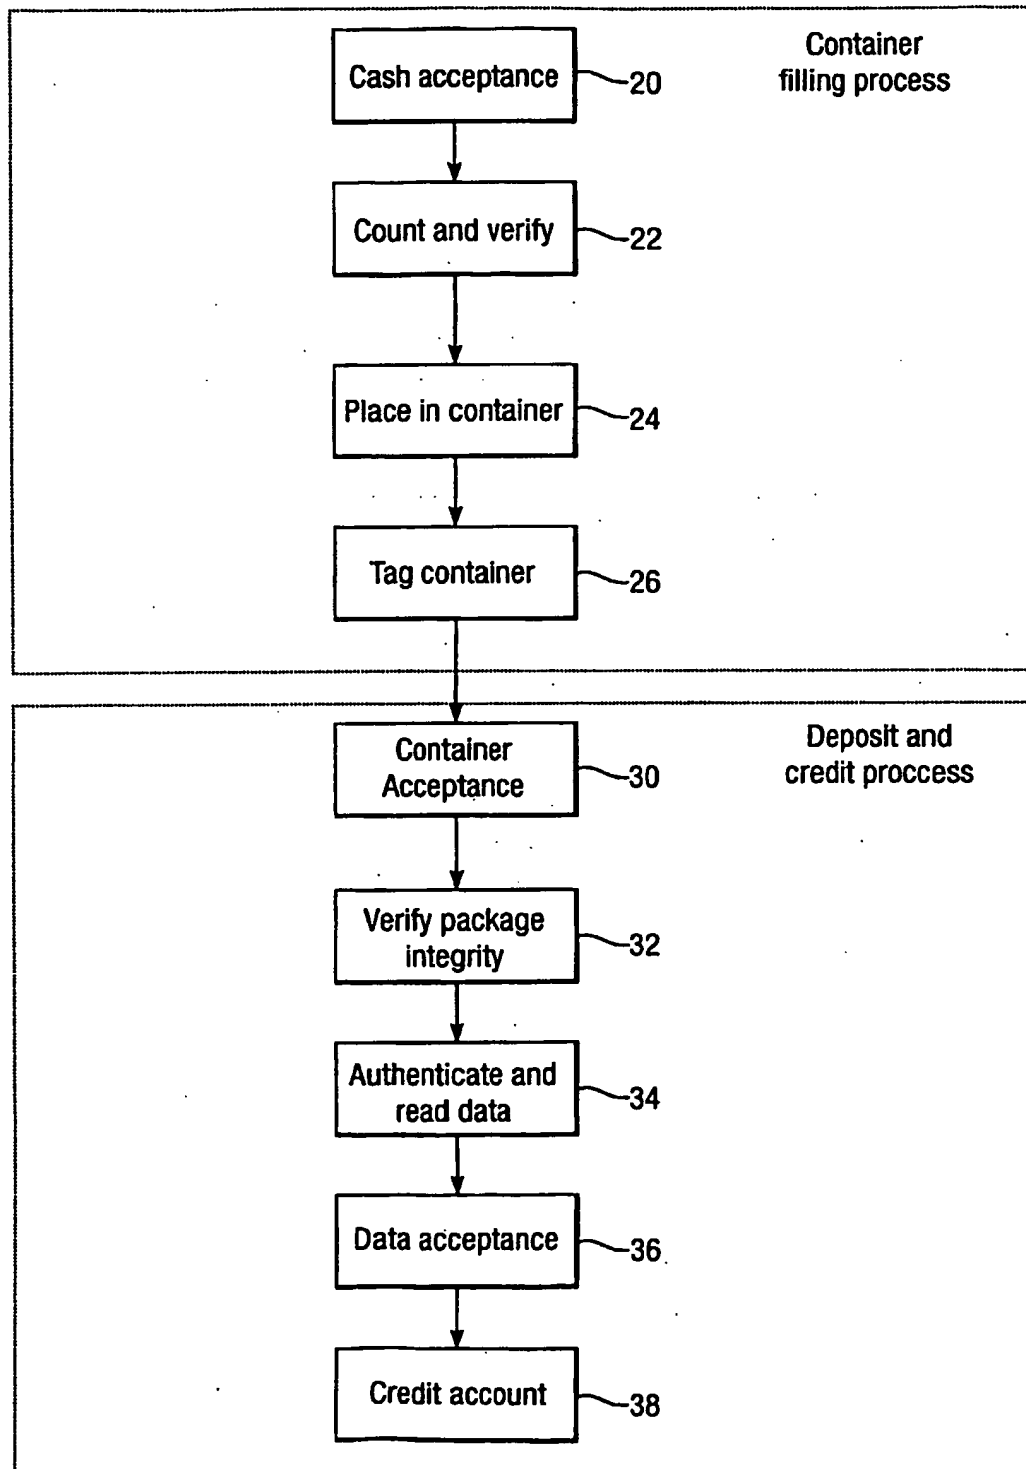 Container
filling process
Cash acceptance
20
Count and verify
22
Place in container
24
Tag container
26
Deposit and
credit proccess
Container
Acceptance
30
Verify package
integrity
32
Authenticate and
read data
34
Data acceptance
36
Credit account
38